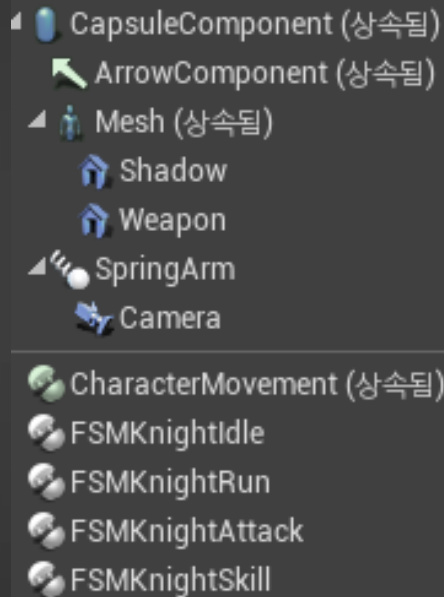 CapsuleComponent (상속됨)
ArrowComponent (상속됨)
Mesh (상속됨)
Shadow
Weapon
SpringArm
Camera
CharacterMovement (상속됨)
FSMKnightIdle
FSMKnightRun
FSMKnightAttack
FSMKnightSkill